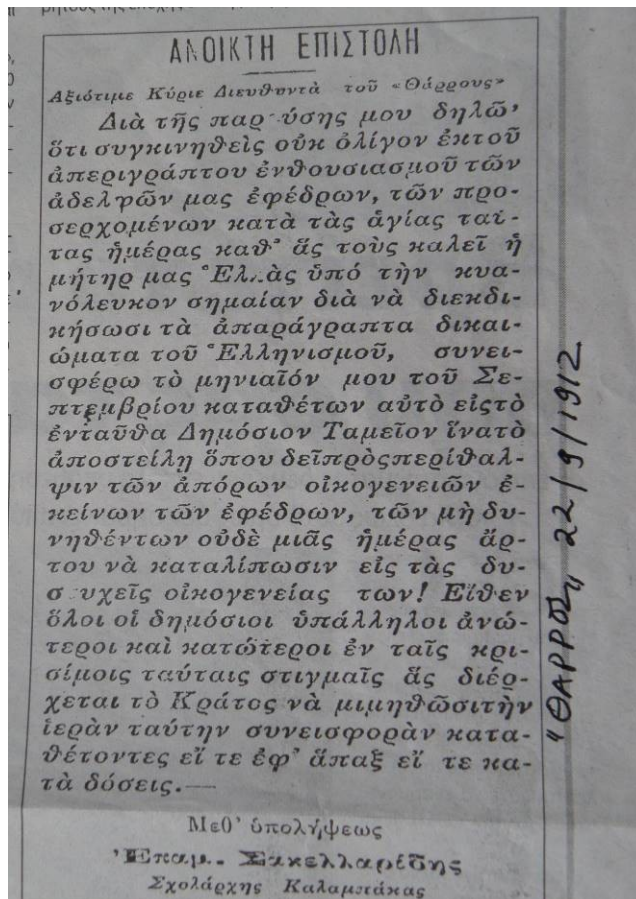 ΑΝΟΙΚΤΗ ΕΠΙΣΤΟΛΗ
Αξιότιμε Κύριε Διευθυντὰ τοῦ «Θάρρους»
Διὰ τῆς παρ ύσης μου δηλῶ
ὅτι συγκινηθεὶς οὐκ ὀλίγον ἐκτοῦ
ἀπεριγράπτου ἐνθουσιασμοῦ τῶν
ἀδελφῶν μας ἐφέδρων, τῶν προ-
σερχομένων κατὰ τὰς ἁγίας ταύ-
τας ἡμέρας καθ' ἃς τοὺς καλεῖ ἡ
μήτηρ μας Ἑλ..ὰς ὑπό τὴν κυα-
νόλευκον σημαίαν διὰ νὰ διεκδι-
κήσωσι τὰ ἀπαράγραπτα δικαι-
ώματα τοῦ Ἑλληνισμοῦ, συνει-
σφέρω τὸ μηνιαῖόν μου τοῦ Σε-
πτεμβρίου καταθέτων αὐτὸ εἰςτὸ
ἐνταῦθα Δημόσιον Ταμεῖον ἵνατὸ
ἀποστείλῃ ὅπου δεῖπρὸςπερίθαλ-
ψιν τῶν ἀπόρων οἰκογενειῶν ἐ-
κείνων τῶν ἐφέδρων, τῶν μὴ δυ-
νηθέντων οὐδὲ μιᾶς ἡμέρας ἄρ-
του νὰ καταλίπωσιν εἰς τὰς δυ-
σ υχεῖς οἰκογενείας των! Εἴθεν
ὅλοι οἱ δημόσιοι ὑπάλληλοι ἀνώ-
τεροι καὶ κατώτεροι ἐν ταῖς κρι-
σίμοις ταύταις στιγμαῖς ἃς διέρ-
χεται τὸ Κράτος νὰ μιμηθῶσιτὴν
ἱερὰν ταύτην συνεισφορὰν κατα-
θέτοντες εἴ τε ἐφ' ἅπαξ εἴ τε κα-
τὰ δόσεις.—
Μεθ' ὑπολήψεως
Ἐπαμ. Σακελλαρίδης
Σχολάρχης Καλαμπάκας
"ΘΑΡΡΟΣ" 22/9/1912